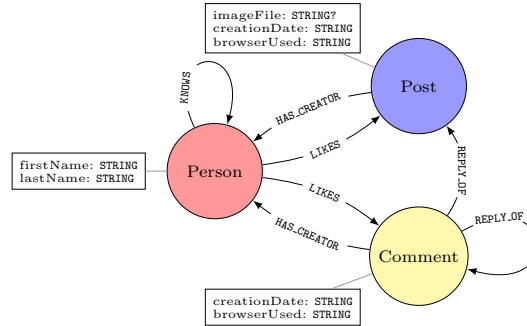 imageFile: STRING?
creationDate: STRING
browserUsed: STRING
KNOWS
Post
HAS_CREATOR
LIKES
firstName: STRING
lastName: STRING
Person
REPLY_OF
LIKES
REPLY_OF
HAS_CREATOR
Comment
creationDate: STRING
browserUsed: STRING